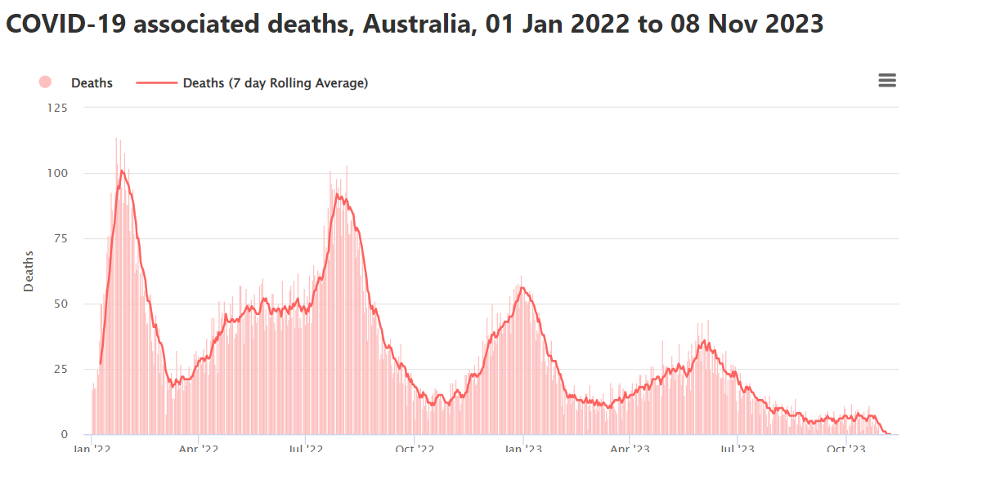 COVID-19 associated deaths, Australia, 01 Jan 2022 to 08 Nov 2023
Deaths
Deaths (7 day Rolling Average)
125
100
75
50
25
0
Deaths
Jan '22
Apr '22
Jul '22
Oct '22
Jan '23
Apr '23
Jul '23
Oct '23